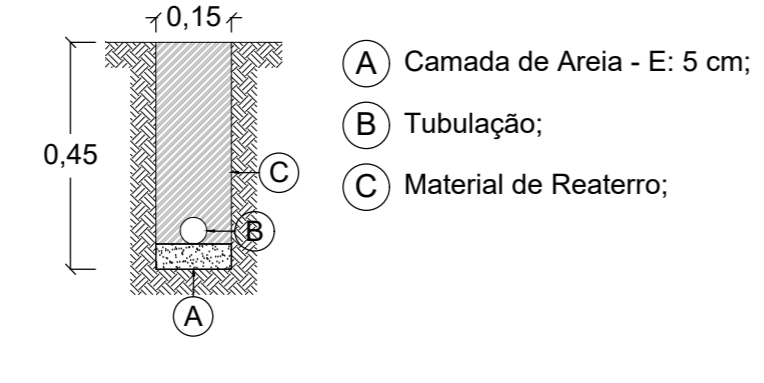 0,15
A Camada de Areia - E: 5 cm;
B Tubulação;
0,45
C
C Material de Reaterro;
B
A